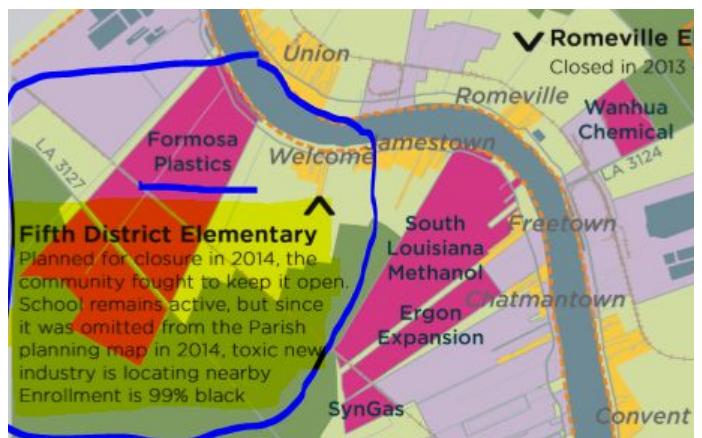 Union
Romeville E
Closed in 2013 -
Romeville
Wanhua
Chemical
Formosa
Plastics
Welcome
Jamestown
LA 3124
LA 3127
Fifth District Elementary
Planned for closure in 2014, the
community fought to keep it open.
School remains active, but since
it was omitted from the Parish
planning map in 2014, toxic new
industry is locating nearby
Enrollment is 99% black
South
Louisiana
Methanol
Freetown
Chatmantown
Ergon
Expansion
SynGas
Convent